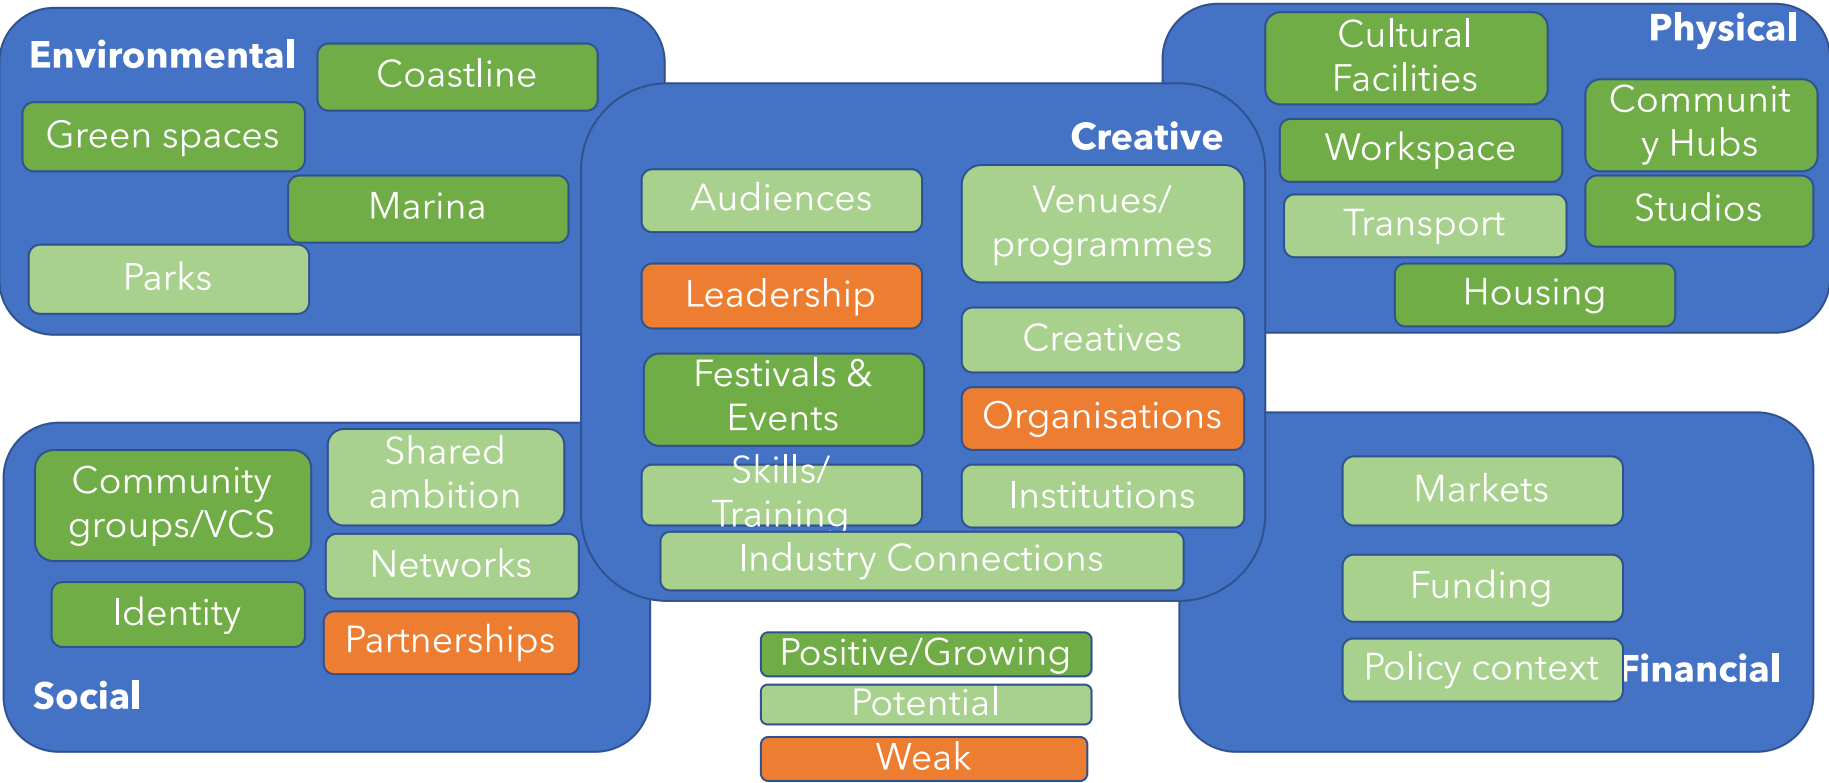 Environmental
Coastline
Green spaces
Marina
Parks
Physical
Cultural
Facilities
Communit
y Hubs
Workspace
Studios
Transport
Housing
Creative
Audiences
Venues/
programmes
Leadership
Creatives
Festivals &
Events
Organisations
Skills/
Training
Institutions
Industry Connections
Community
groups/VCS
Shared
ambition
Networks
Identity
Partnerships
Social
Markets
Funding
Policy context
Financial
Positive/Growing
Potential
Weak